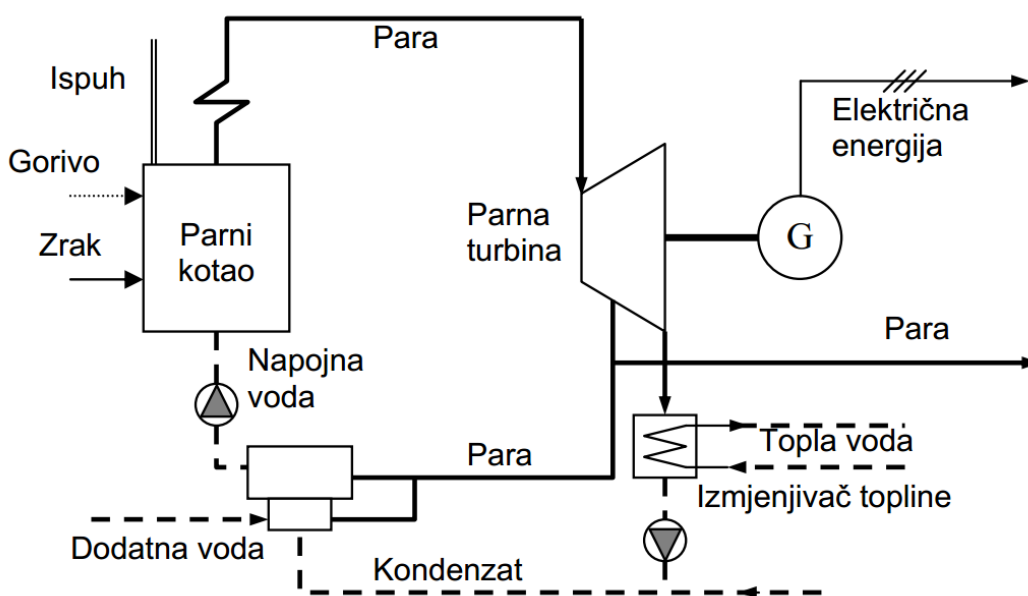 Para
Ispuh
Električna
energija
Gorivo
Parni
kotao
Parna
turbina
G
Zrak
Para
Napojna
voda
Topla voda
Para
Izmjenjivač topline
Dodatna voda
Kondenzat